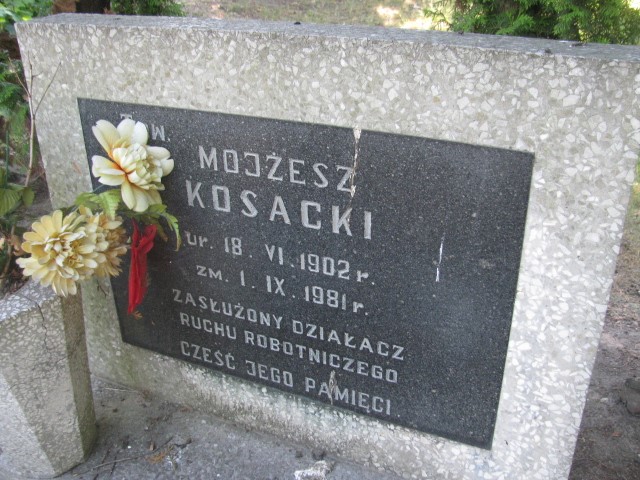 Tow.
MOJŻESZ
KOSACKI
ur. 18. VI. 1902 r.
zm. 1. IX. 1981 r.
ZASŁUŻONY DZIAŁACZ
RUCHU ROBOTNICZEGO
CZEŚĆ JEGO PAMIĘCI